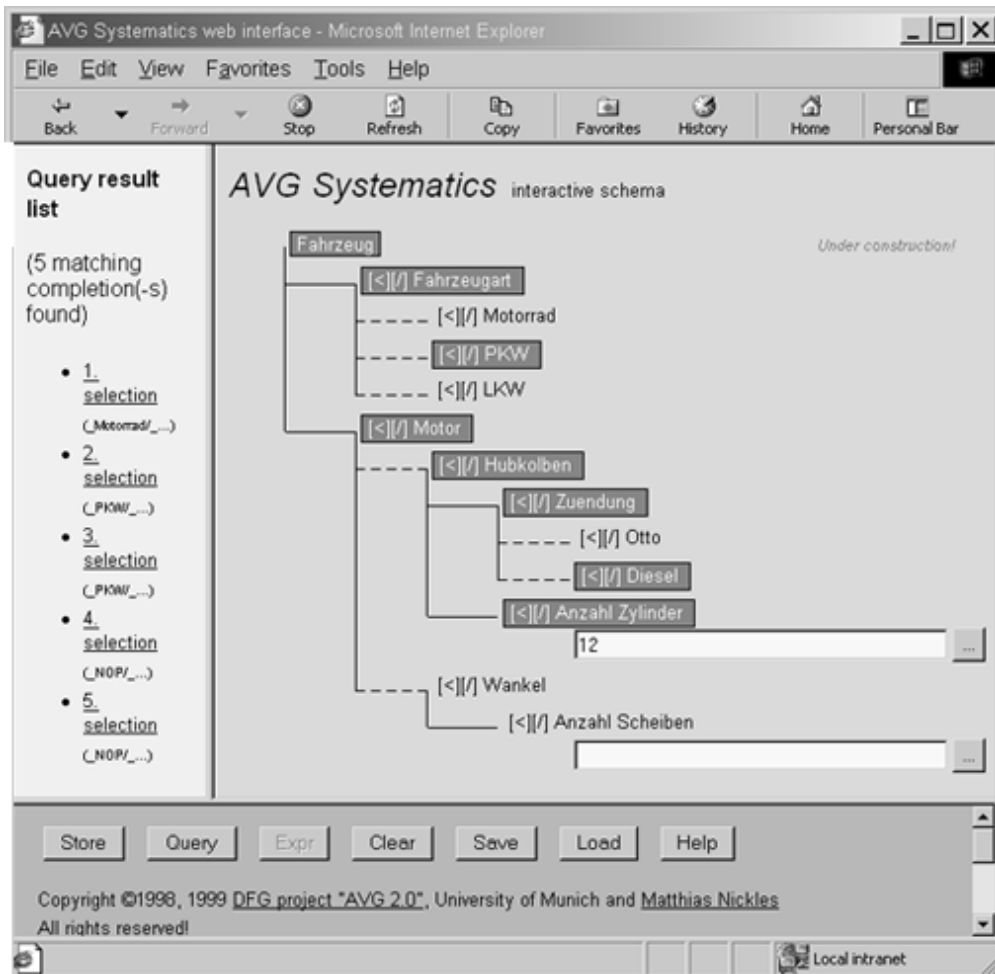 AVG Systematics web interface - Microsoft Internet Explorer
File Edit View Favorites Tools Help
Back Forward Stop Refresh Copy Favorites History Home Personal Bar
Query result
list
(5 matching
completion(-s)
found)
1.
selection
(_Motorrad/_...)
2.
selection
(_PKW/_...)
3.
selection
(_PKW/_...)
4.
selection
(_NOP/_...)
5.
selection
(_NOP/_...)
AVG Systematics interactive schema
Under construction!
Fahrzeug
[<][/] Fahrzeugart
[<][/] Motorrad
[<][/] PKW
[<][/] LKW
[<][/] Motor
[<][/] Hubkolben
[<][/] Zuendung
[<][/] Otto
[<][/] Diesel
[<][/] Anzahl Zylinder
12 ...
[<][/] Wankel
[<][/] Anzahl Scheiben
...
Store Query Expr Clear Save Load Help
Copyright ©1998, 1999 DFG project "AVG 2.0", University of Munich and Matthias Nickles
All rights reserved!
Local intranet